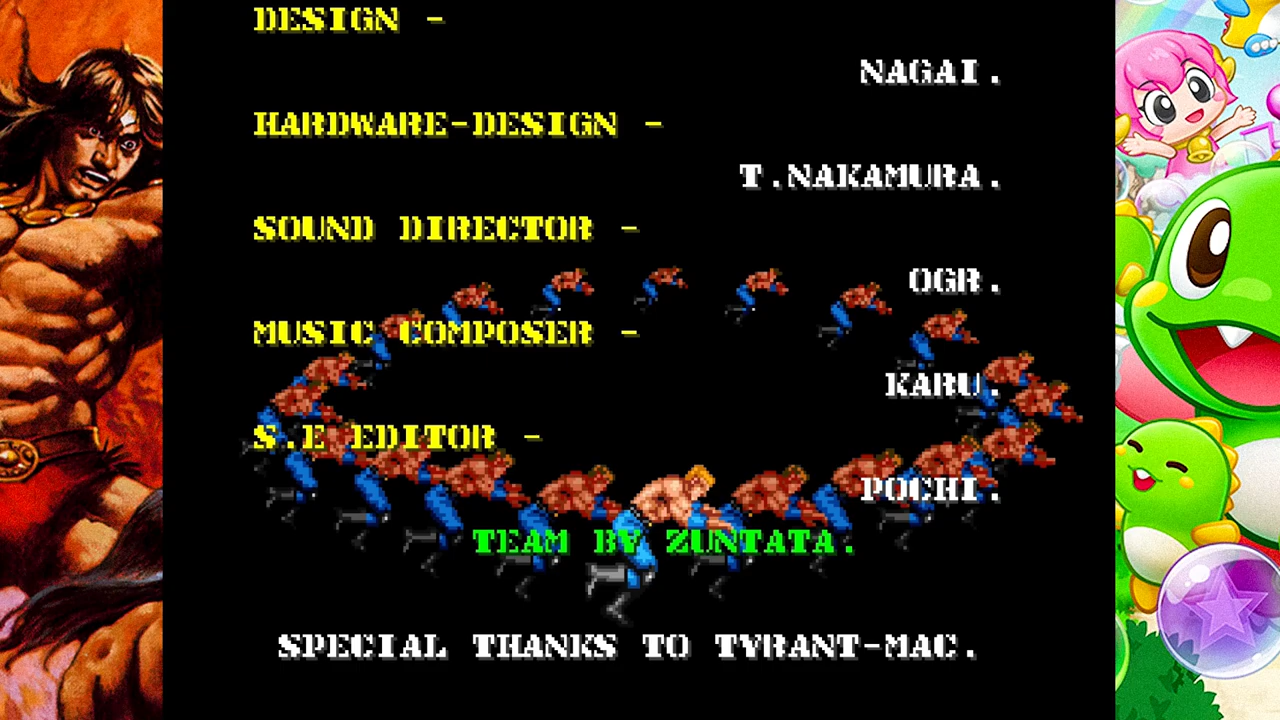 DESIGN -
NAGAI.
HARDWARE-DESIGN -
T.NAKAMURA.
SOUND DIRECTOR -
OGR.
MUSIC COMPOSER -
KARU.
S.E EDITOR -
POCHI.
TEAM BY ZUNTATA.
SPECIAL THANKS TO TYRANT-MAC.